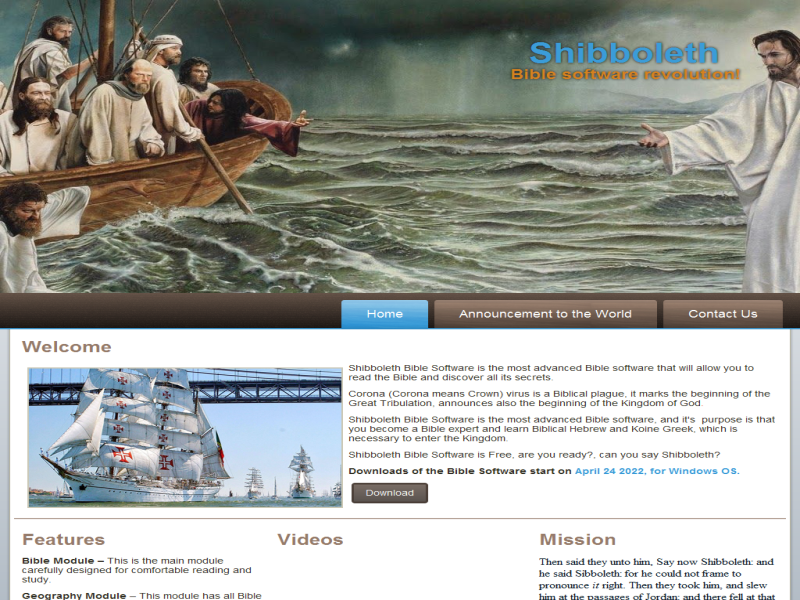 Shibboleth
Bible software revolution!
Home
Announcement to the World
Contact Us
Welcome
Shibboleth Bible Software is the most advanced Bible software that will allow you to
read the Bible and discover all its secrets.
Corona (Corona means Crown) virus is a Biblical plague, it marks the beginning of the
Great Tribulation, announces also the beginning of the Kingdom of God.
Shibboleth Bible Software is the most advanced Bible software, and it's  purpose is that
you become a Bible expert and learn Biblical Hebrew and Koine Greek, which is
necessary to enter the Kingdom.
Shibboleth Bible Software is Free, are you ready?, can you say Shibboleth?
Downloads of the Bible Software start on April 24 2022, for Windows OS.
Download
Features
Bible Module – This is the main module
carefully designed for comfortable reading and
study.
Geography Module – This module has all Bible
Videos
Mission
Then said they unto him, Say now Shibboleth: and
he said Sibboleth: for he could not frame to
pronounce it right. Then they took him, and slew
him at the passages of Jordan: and there fell at that